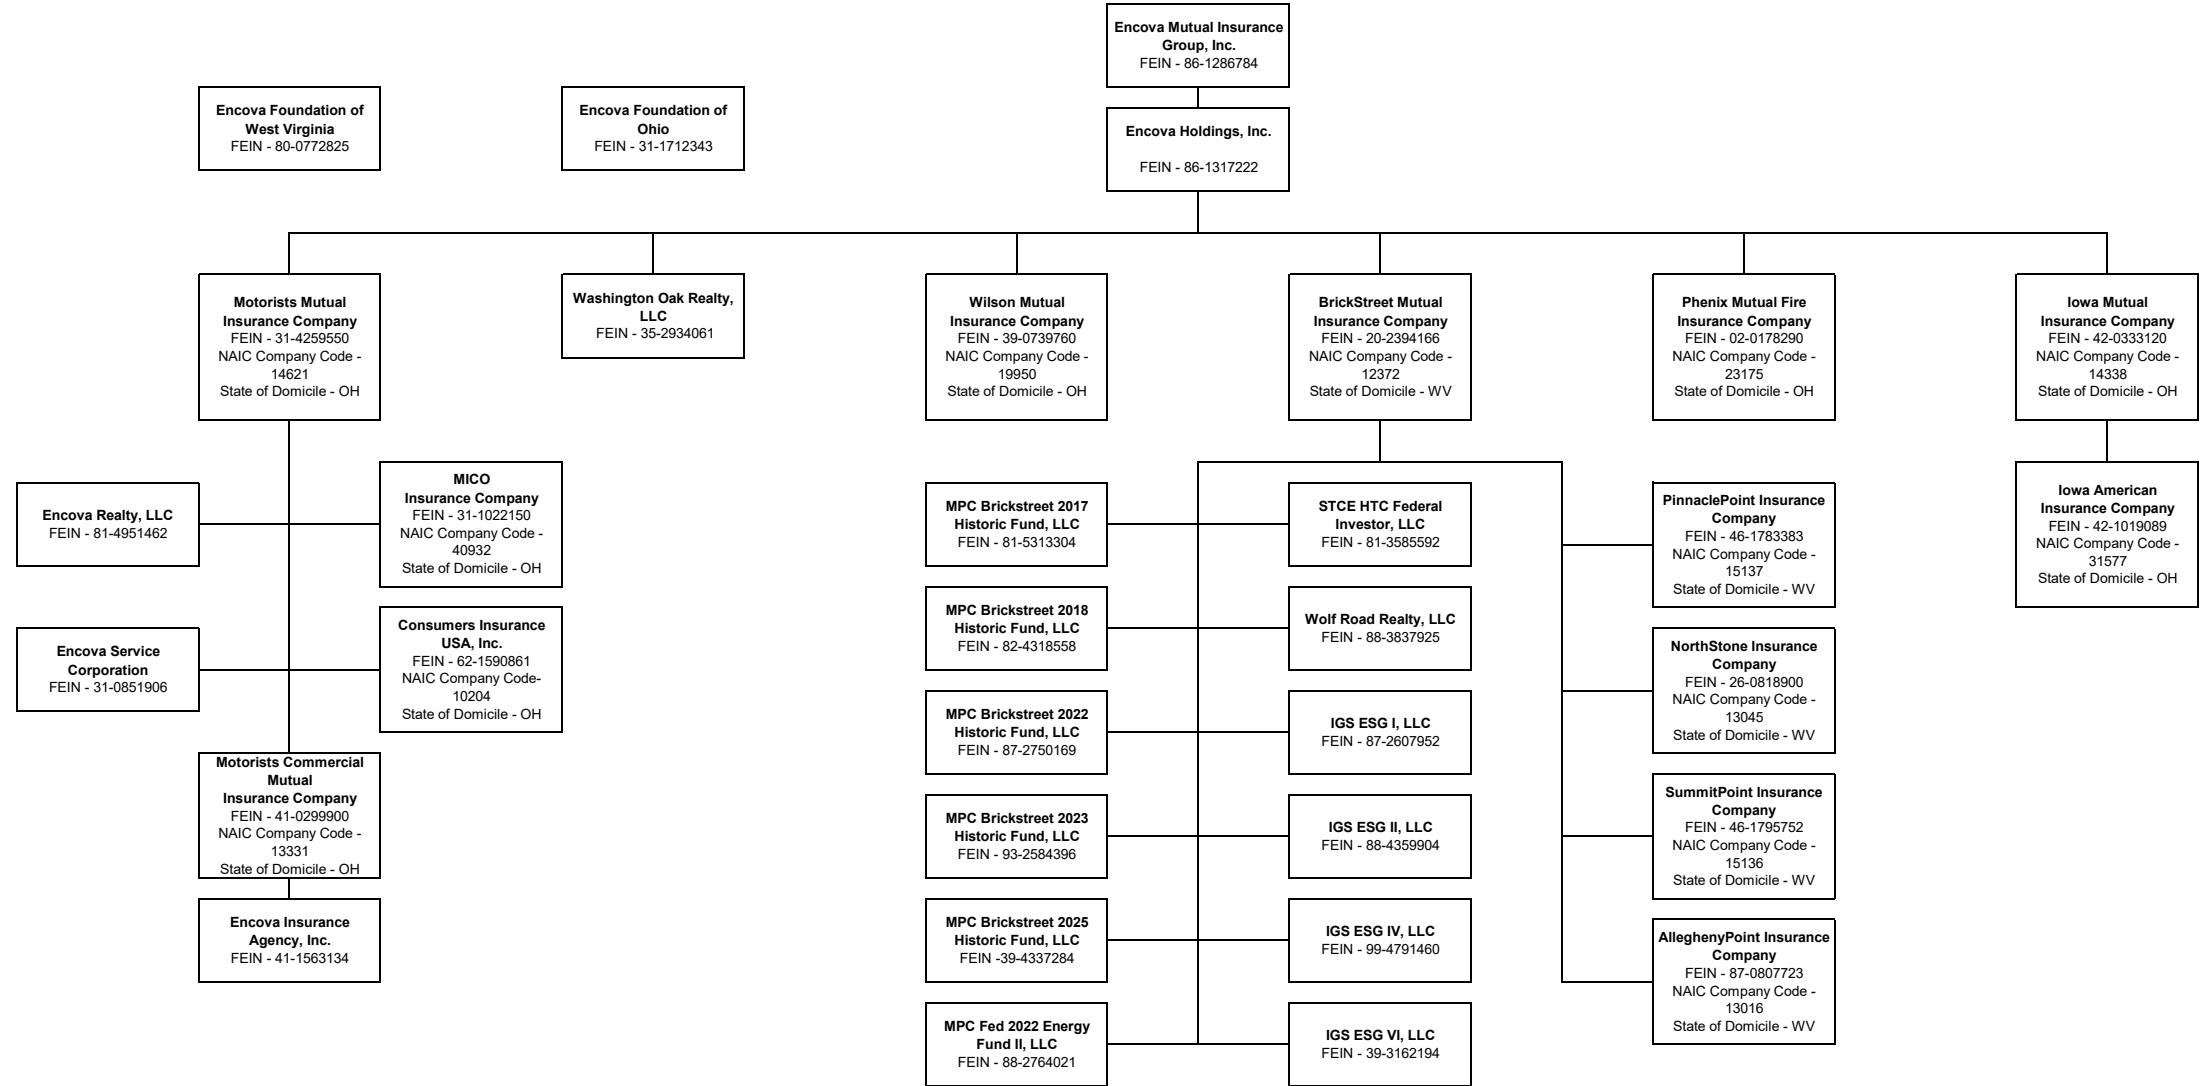 Encova Mutual Insurance
Group, Inc.
FEIN - 86-1286784
Encova Foundation of
West Virginia
FEIN - 80-0772825
Encova Foundation of
Ohio
FEIN - 31-1712343
Encova Holdings, Inc.
FEIN - 86-1317222
Motorists Mutual
Insurance Company
FEIN - 31-4259550
NAIC Company Code -
14621
State of Domicile - OH
Washington Oak Realty,
LLC
FEIN - 35-2934061
Wilson Mutual
Insurance Company
FEIN - 39-0739760
NAIC Company Code -
19950
State of Domicile - OH
BrickStreet Mutual
Insurance Company
FEIN - 20-2394166
NAIC Company Code -
12372
State of Domicile - WV
Phenix Mutual Fire
Insurance Company
FEIN - 02-0178290
NAIC Company Code -
23175
State of Domicile - OH
Iowa Mutual
Insurance Company
FEIN - 42-0333120
NAIC Company Code -
14338
State of Domicile - OH
Encova Realty, LLC
FEIN - 81-4951462
MICO
Insurance Company
FEIN - 31-1022150
NAIC Company Code -
40932
State of Domicile - OH
Encova Service
Corporation
FEIN - 31-0851906
Consumers Insurance
USA, Inc.
FEIN - 62-1590861
NAIC Company Code-
10204
State of Domicile - OH
Motorists Commercial
Mutual
Insurance Company
FEIN - 41-0299900
NAIC Company Code -
13331
State of Domicile - OH
Encova Insurance
Agency, Inc.
FEIN - 41-1563134
MPC Brickstreet 2017
Historic Fund, LLC
FEIN - 81-5313304
STCE HTC Federal
Investor, LLC
FEIN - 81-3585592
MPC Brickstreet 2018
Historic Fund, LLC
FEIN - 82-4318558
Wolf Road Realty, LLC
FEIN - 88-3837925
MPC Brickstreet 2022
Historic Fund, LLC
FEIN - 87-2750169
IGS ESG I, LLC
FEIN - 87-2607952
MPC Brickstreet 2023
Historic Fund, LLC
FEIN - 93-2584396
IGS ESG II, LLC
FEIN - 88-4359904
MPC Brickstreet 2025
Historic Fund, LLC
FEIN -39-4337284
IGS ESG IV, LLC
FEIN - 99-4791460
MPC Fed 2022 Energy
Fund II, LLC
FEIN - 88-2764021
IGS ESG VI, LLC
FEIN - 39-3162194
PinnaclePoint Insurance
Company
FEIN - 46-1783383
NAIC Company Code -
15137
State of Domicile - WV
NorthStone Insurance
Company
FEIN - 26-0818900
NAIC Company Code -
13045
State of Domicile - WV
SummitPoint Insurance
Company
FEIN - 46-1795752
NAIC Company Code -
15136
State of Domicile - WV
AlleghenyPoint Insurance
Company
FEIN - 87-0807723
NAIC Company Code -
13016
State of Domicile - WV
Iowa American
Insurance Company
FEIN - 42-1019089
NAIC Company Code -
31577
State of Domicile - OH